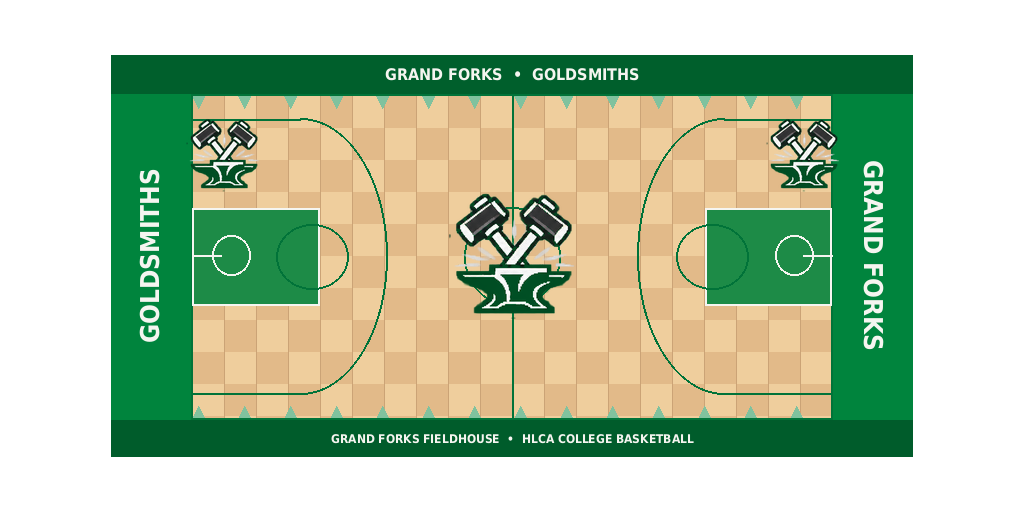 GRAND FORKS • GOLDSMITHS
GOLDSMITHS
GRAND FORKS
GRAND FORKS FIELDHOUSE • HLCA COLLEGE BASKETBALL